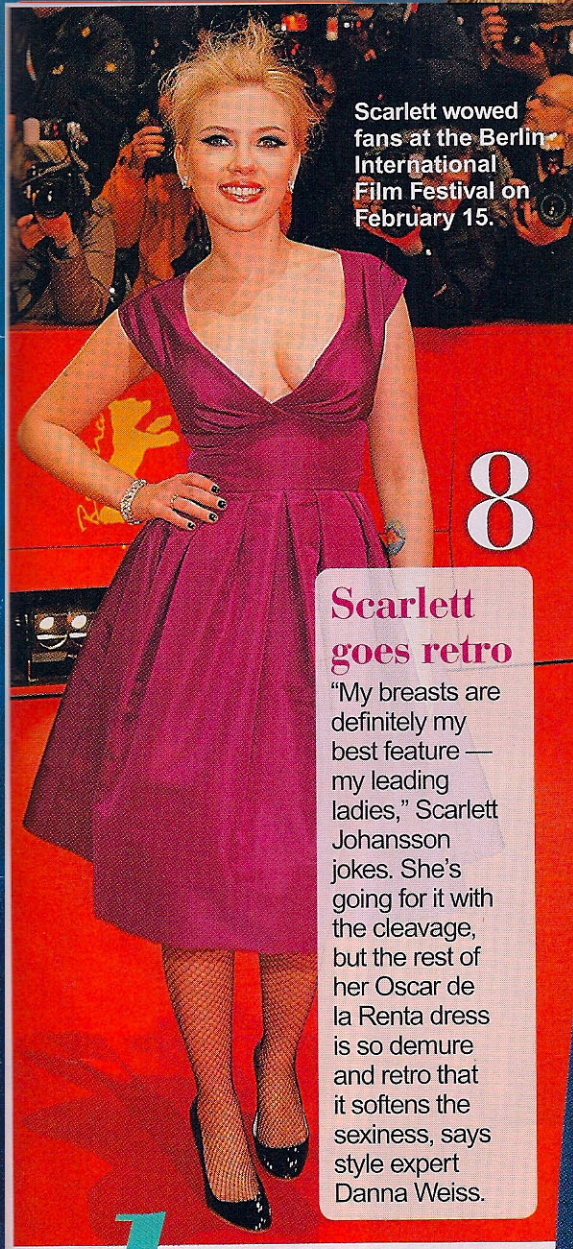 Scarlett wowed
fans at the Berlin
International
Film Festival on
February 15.
8
Scarlett
goes retro
“My breasts are
definitely my
best feature —
my leading
ladies,” Scarlett
Johansson
jokes. She’s
going for it with
the cleavage,
but the rest of
her Oscar de
la Renta dress
is so demure
and retro that
it softens the
sexiness, says
style expert
Danna Weiss.